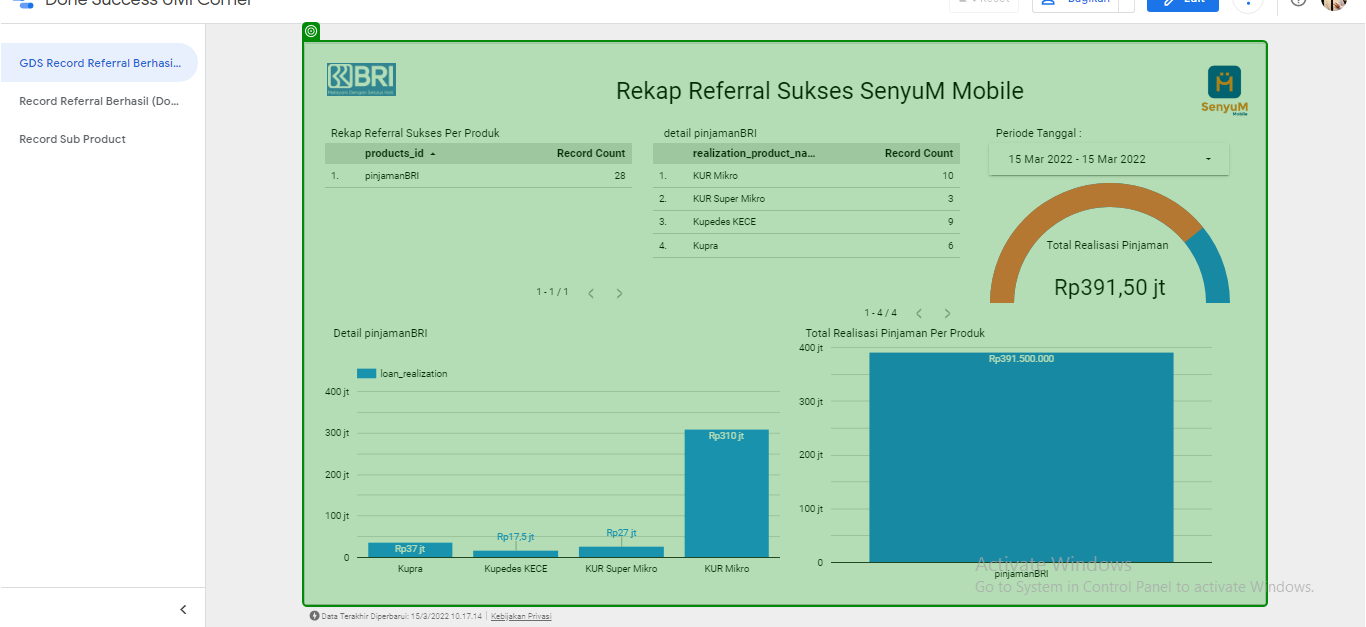 Done Success UMi Corner
Bagikan
Edit
GDS Record Referral Berhasi...
Record Referral Berhasil (Do...
Record Sub Product
BRI
Rekap Referral Sukses SenyuM Mobile
SenyuM
Mobile
Rekap Referral Sukses Per Produk
products_id
Record Count
1. pinjamanBRI 28
1 - 1 / 1
detail pinjamanBRI
realization_product_na...
Record Count
1. KUR Mikro 10
2. KUR Super Mikro 3
3. Kupedes KECE 9
4. Kupra 6
1 - 4 / 4
Periode Tanggal :
15 Mar 2022 - 15 Mar 2022
Total Realisasi Pinjaman
Rp391,50 jt
Detail pinjamanBRI
loan_realization
400 jt
300 jt
200 jt
100 jt
0
Rp37 jt
Rp17,5 jt
Rp27 jt
Rp310 jt
Kupra
Kupedes KECE
KUR Super Mikro
KUR Mikro
Total Realisasi Pinjaman Per Produk
400 jt
300 jt
200 jt
100 jt
0
Rp391.500.000
pinjamanBRI
Activate Windows
Go to System in Control Panel to activate Windows.
Data Terakhir Diperbarui: 15/3/2022 10.17.14
Kebijakan Privasi